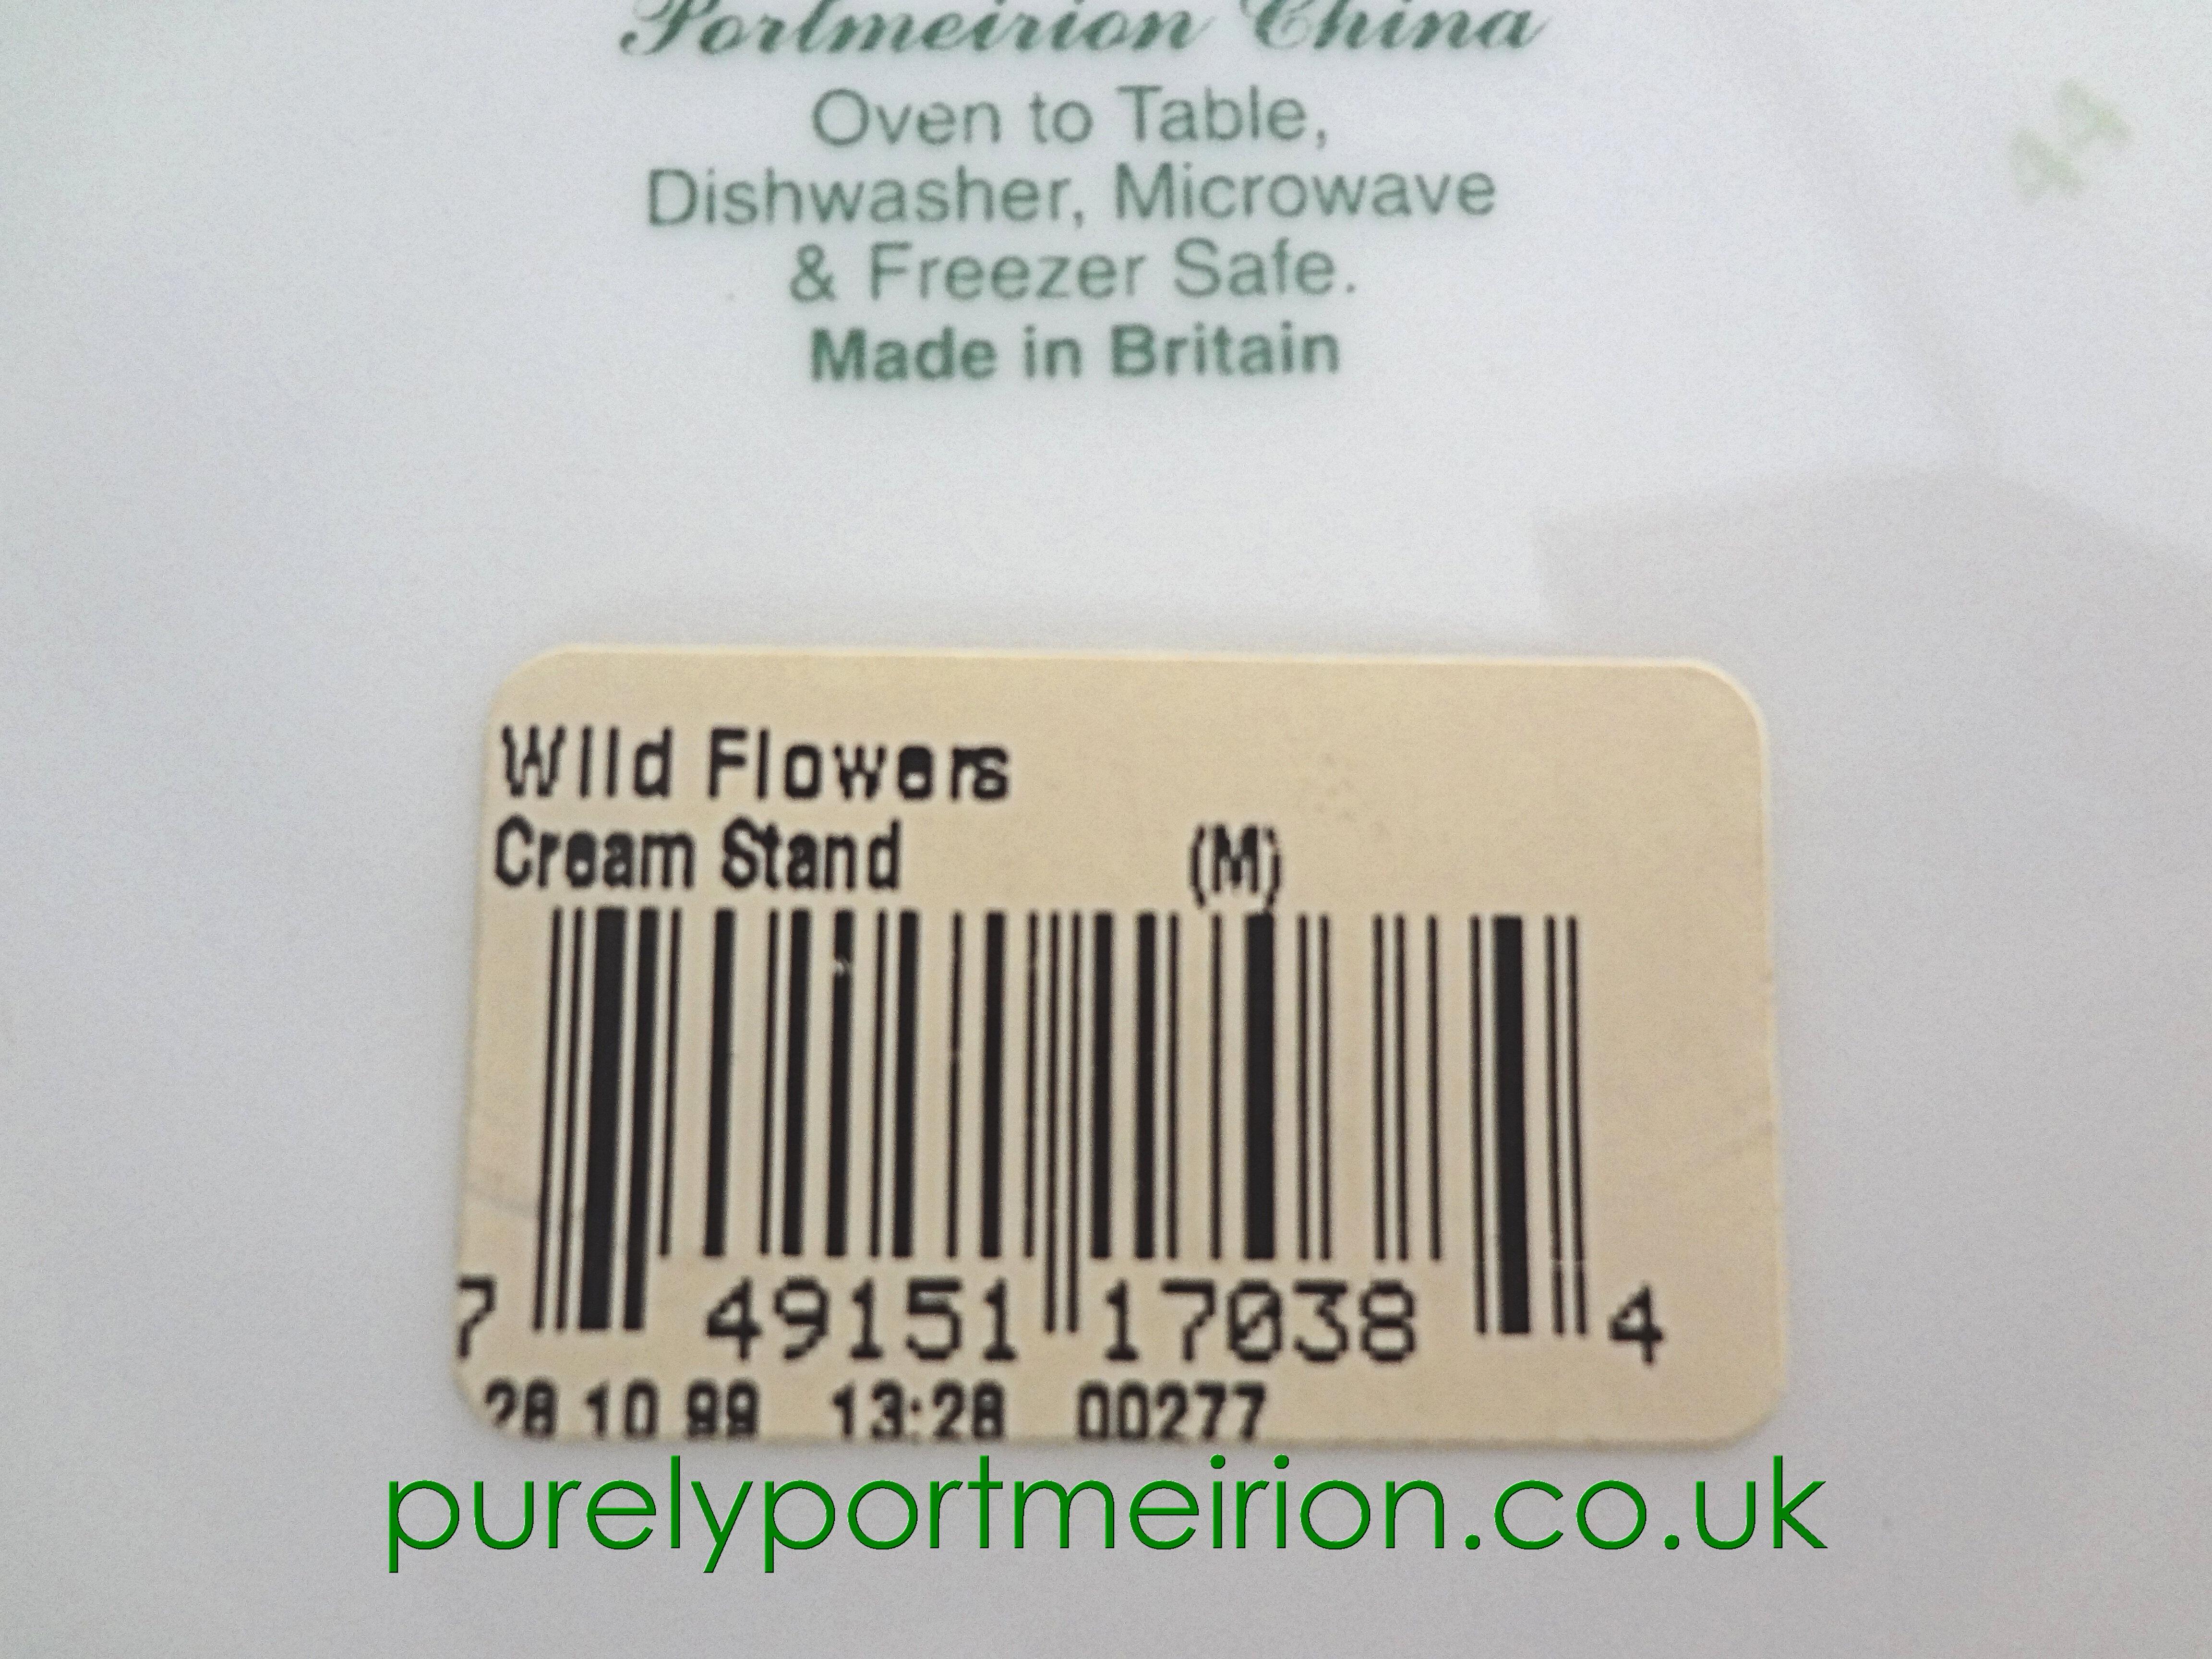 Portmeirion China
Oven to Table,
Dishwasher, Microwave
& Freezer Safe.
Made in Britain
44
Wild Flowers
Cream Stand (M)
7 49151 17038 4
28 10 99 13:28 00277
purelyportmeirion.co.uk